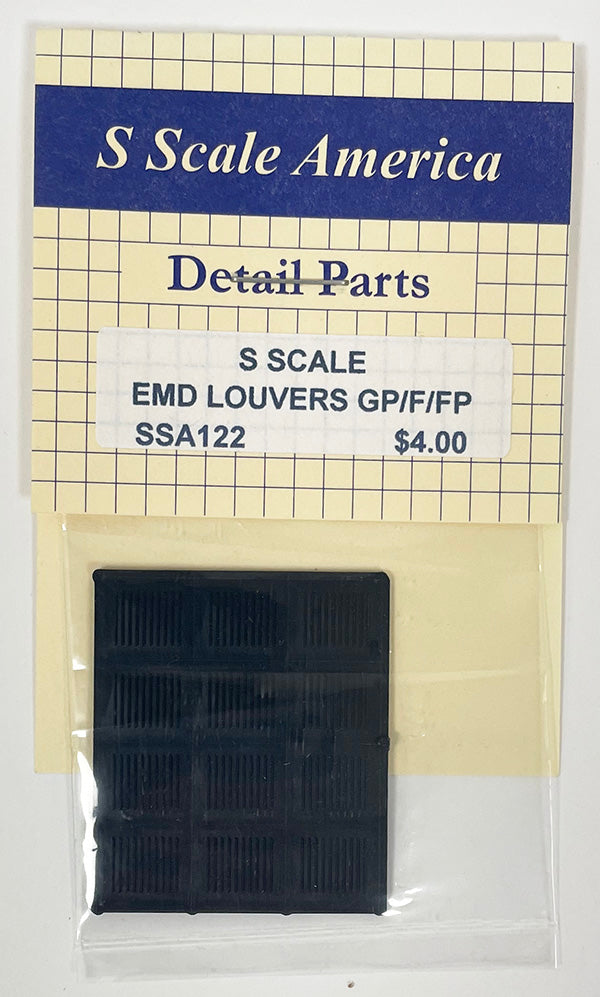 S Scale America
Detail Parts
S SCALE
EMD LOUVERS GP/F/FP
SSA122 $4.00